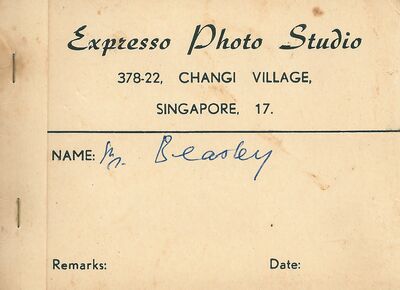 Expresso Photo Studio
378-22, CHANGI VILLAGE,
SINGAPORE, 17.
NAME: Mr. Beasley
Remarks: Date: